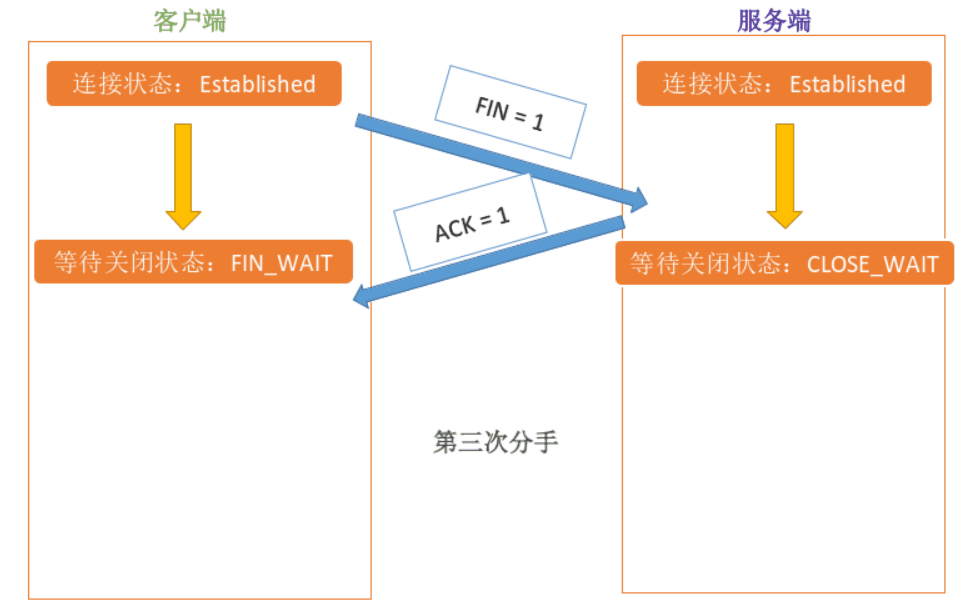 客户端
服务端
连接状态：Established
连接状态：Established
FIN = 1
ACK = 1
等待关闭状态：FIN_WAIT
等待关闭状态：CLOSE_WAIT
第三次分手